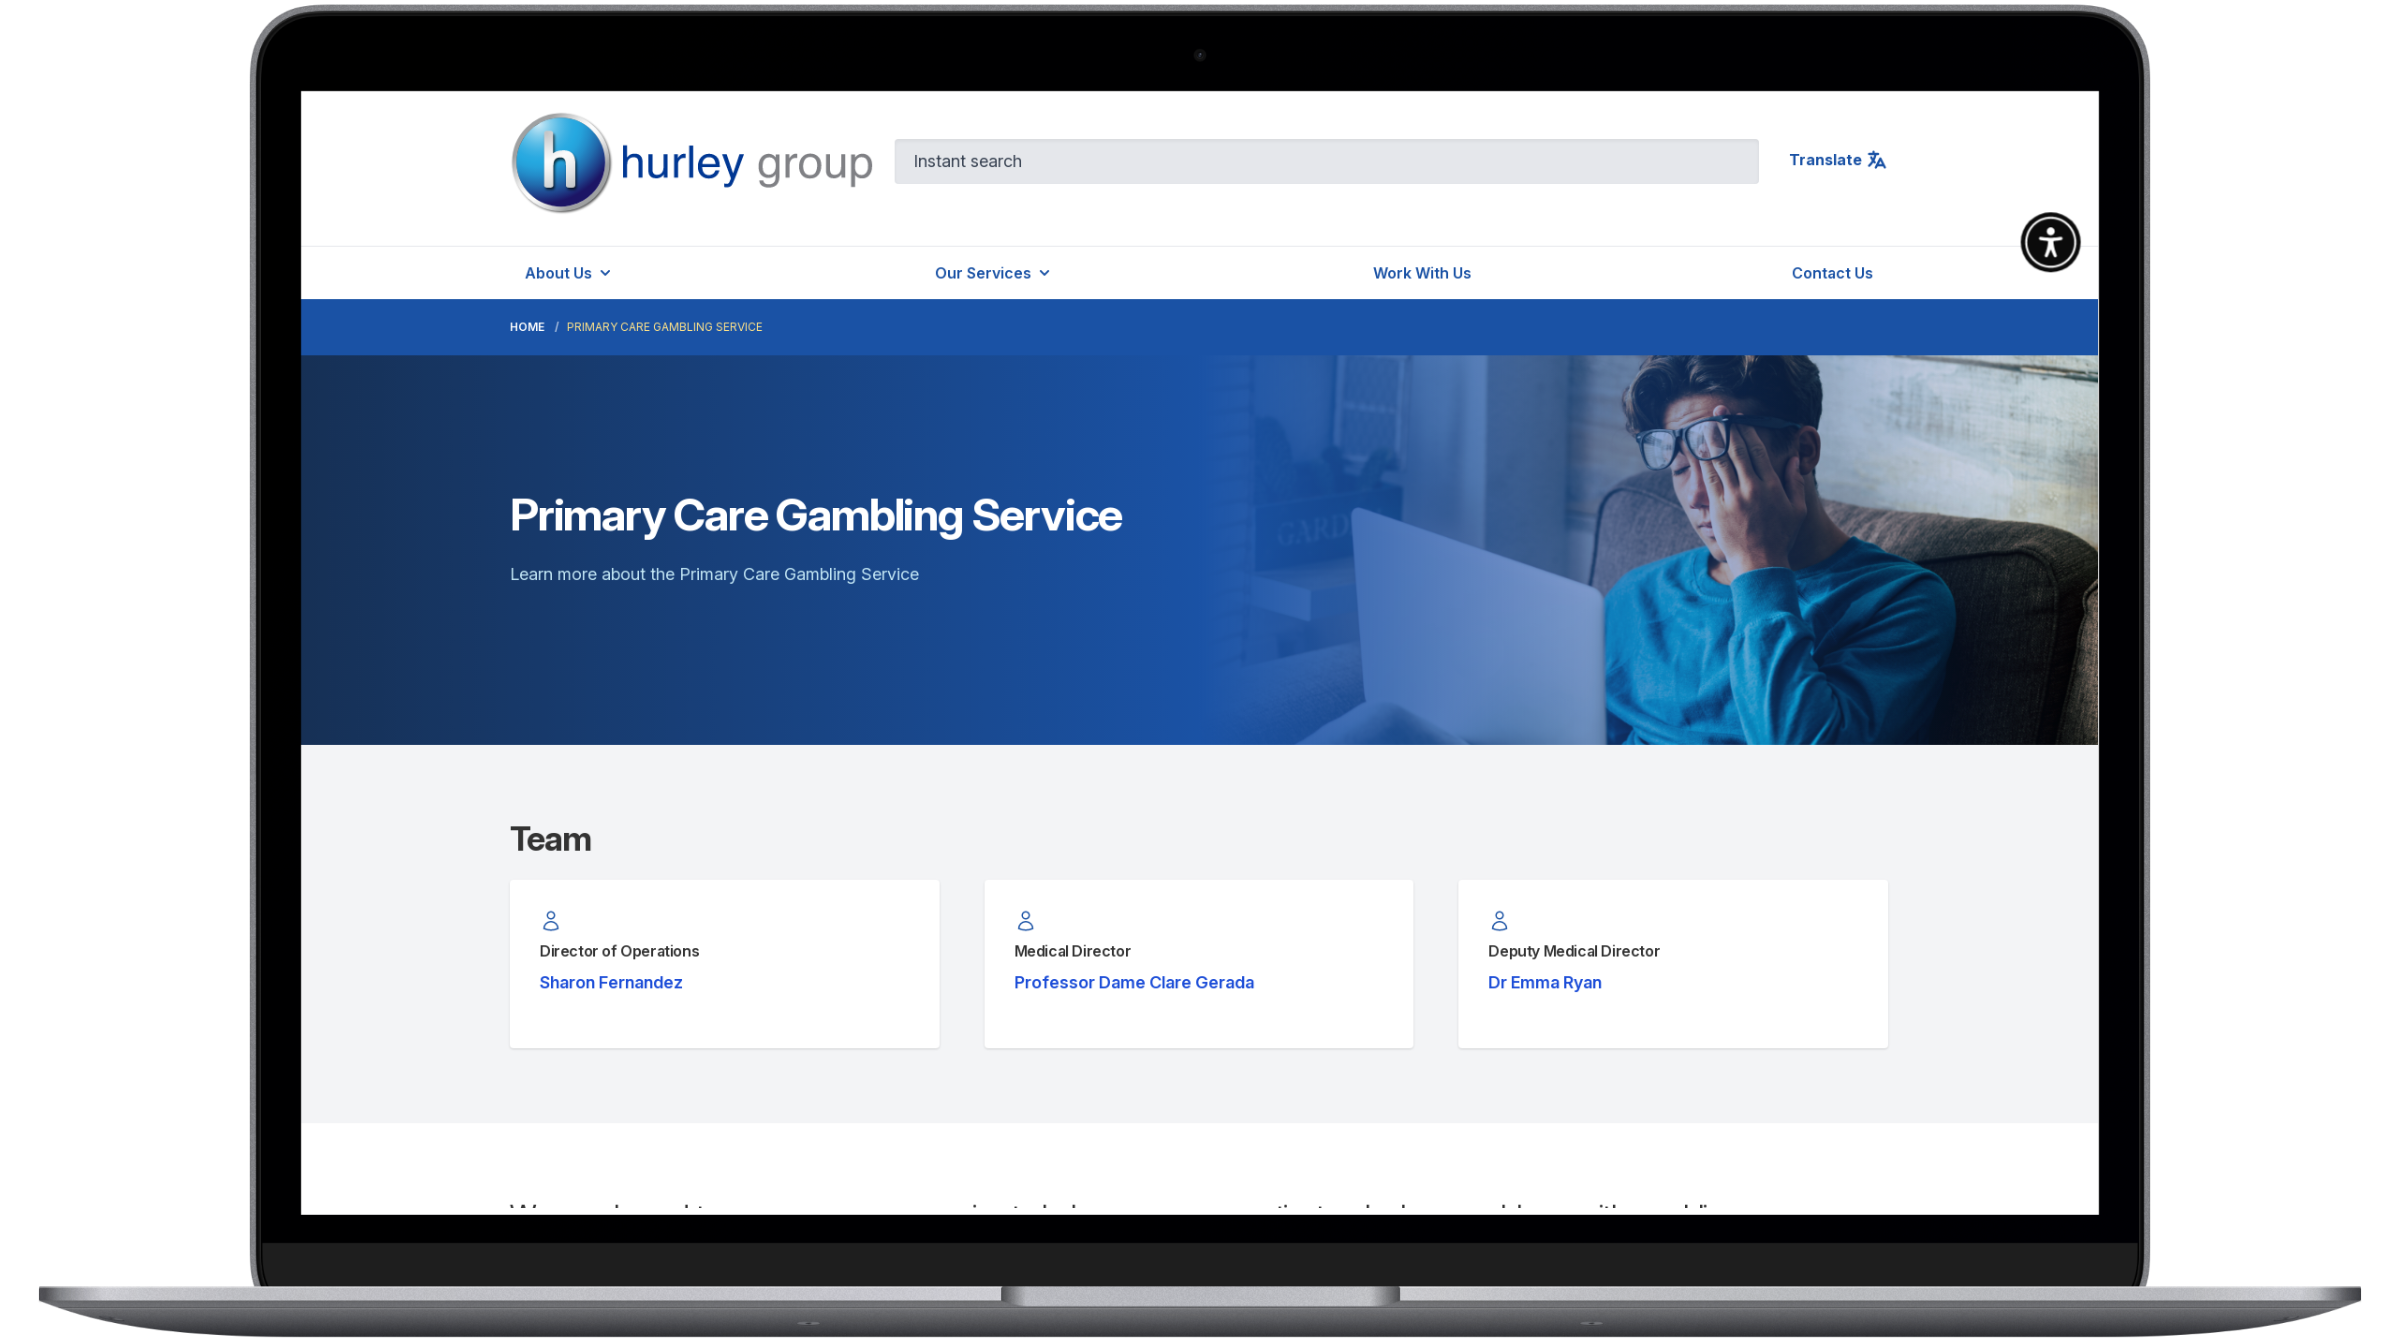 h hurley group
Instant search
Translate
About Us
Our Services
Work With Us
Contact Us
HOME / PRIMARY CARE GAMBLING SERVICE
Primary Care Gambling Service
Learn more about the Primary Care Gambling Service
Team
Director of Operations
Sharon Fernandez
Medical Director
Professor Dame Clare Gerada
Deputy Medical Director
Dr Emma Ryan